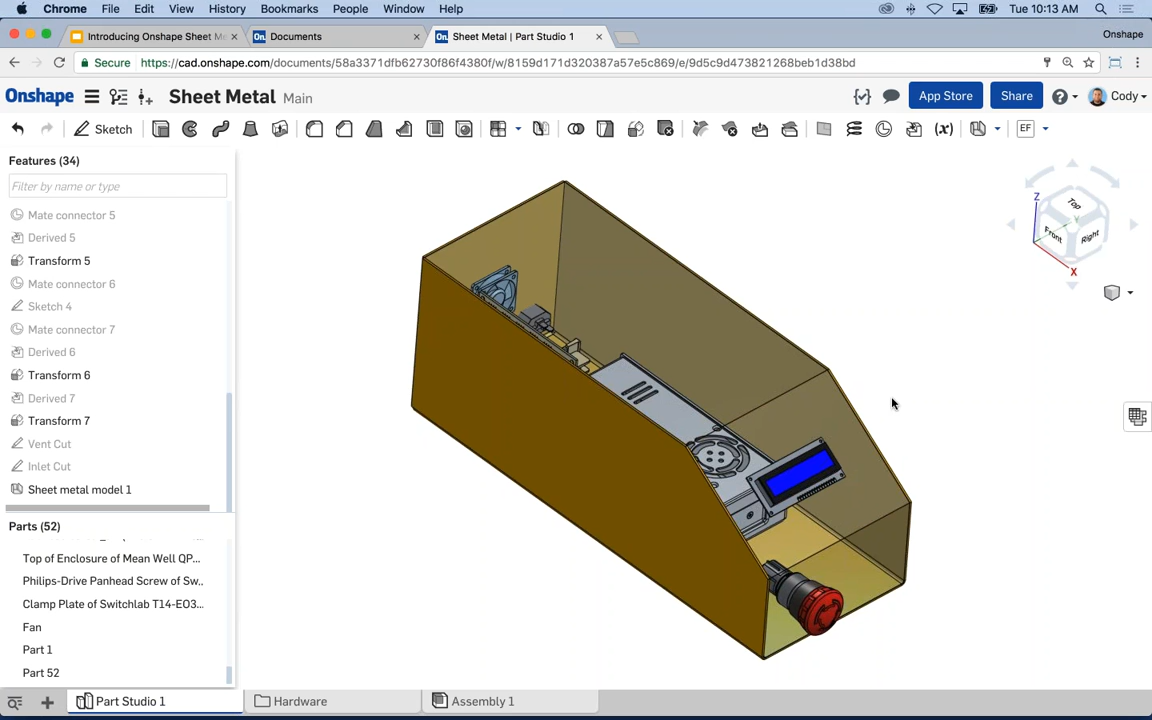 Chrome File Edit View History Bookmarks People Window Help Tue 10:13 AM
Introducing Onshape Sheet Me
Documents
Sheet Metal | Part Studio 1
Onshape
Secure https://cad.onshape.com/documents/58a3371dfb62730f86f4380f/w/8159d171d320387a57e5c869/e/9d5c9d473821268beb1d38bd
Onshape Sheet Metal Main App Store Share Cody
Sketch
(x)
EF
Features (34)
Filter by name or type
Mate connector 5
Derived 5
Transform 5
Mate connector 6
Sketch 4
Mate connector 7
Derived 6
Transform 6
Derived 7
Transform 7
Vent Cut
Inlet Cut
Sheet metal model 1
Parts (52)
Top of Enclosure of Mean Well QP...
Philips-Drive Panhead Screw of Sw..
Clamp Plate of Switchlab T14-EO3...
Fan
Part 1
Part 52
Z
Top
Y
Front
Right
X
Part Studio 1
Hardware
Assembly 1